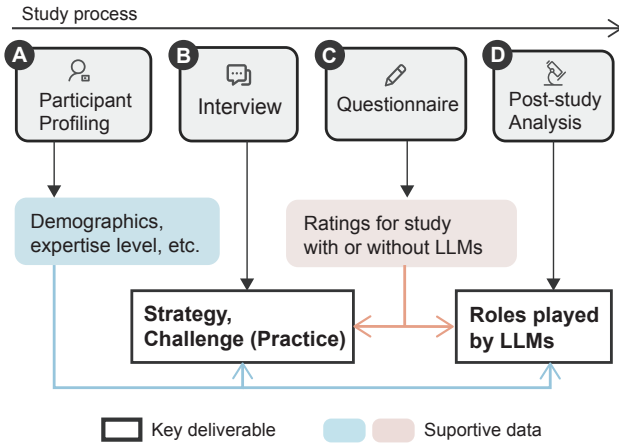 Study process
A
B
C
D
Participant
Profiling
Interview
Questionnaire
Post-study
Analysis
Demographics,
expertise level, etc.
Ratings for study
with or without LLMs
Strategy,
Challenge (Practice)
Roles played
by LLMs
Key deliverable
Suportive data